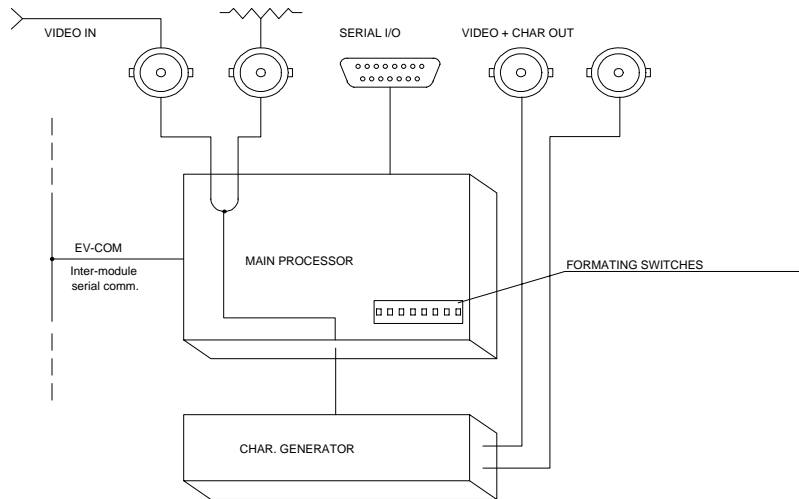 VIDEO IN
SERIAL I/O
VIDEO + CHAR OUT
EV-COM
Inter-module
serial comm.
MAIN PROCESSOR
FORMATING SWITCHES
CHAR. GENERATOR